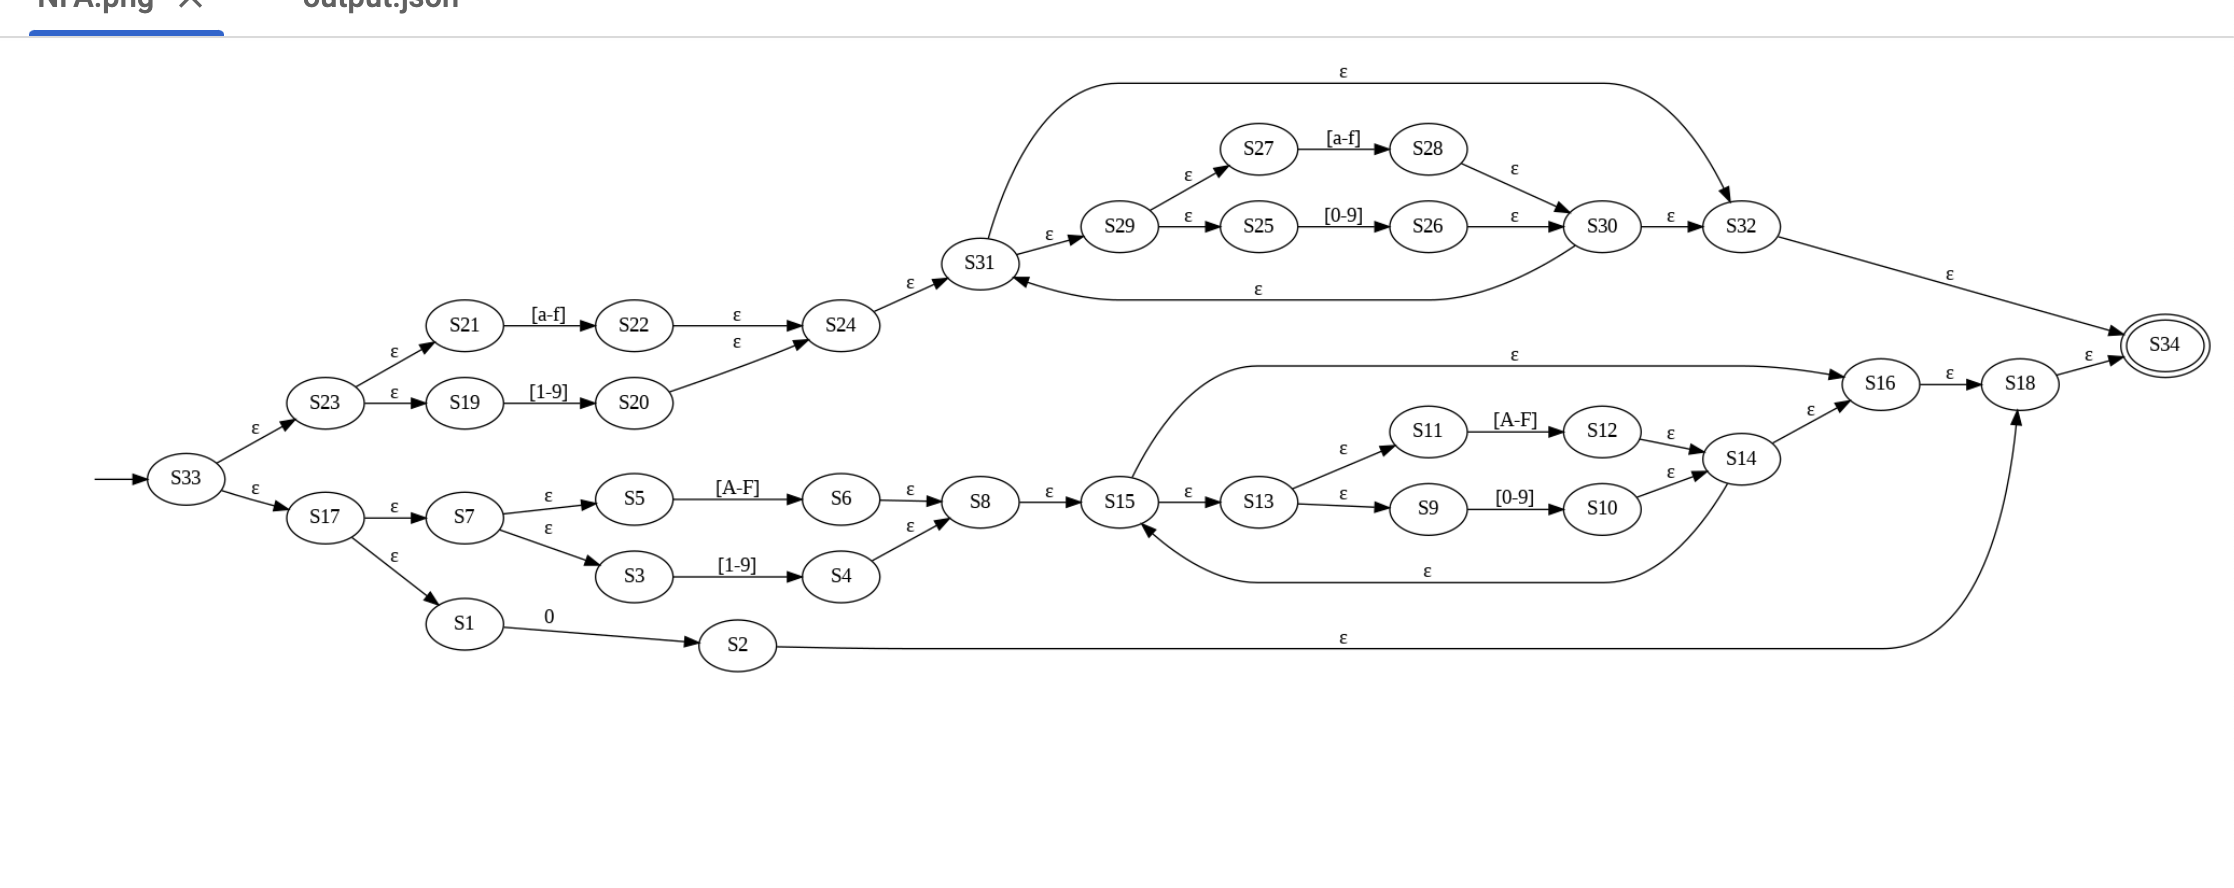 NFA.png
output.json
ε
S27 [a-f] S28
ε ε
S29 ε S25 [0-9] S26 ε S30 ε S32
ε
S31
ε
ε
ε
S21 [a-f] S22 ε S24
ε
ε
S23 ε S19 [1-9] S20
ε
S34
ε
ε
S16 ε S18
ε
S11 [A-F] S12
ε ε
S14
ε
S33
ε
ε
S5 [A-F] S6 ε S8 ε S15 ε S13 ε S9 [0-9] S10
S17 ε S7
ε
ε
ε
S3 [1-9] S4
ε
ε
S1 0 S2
ε